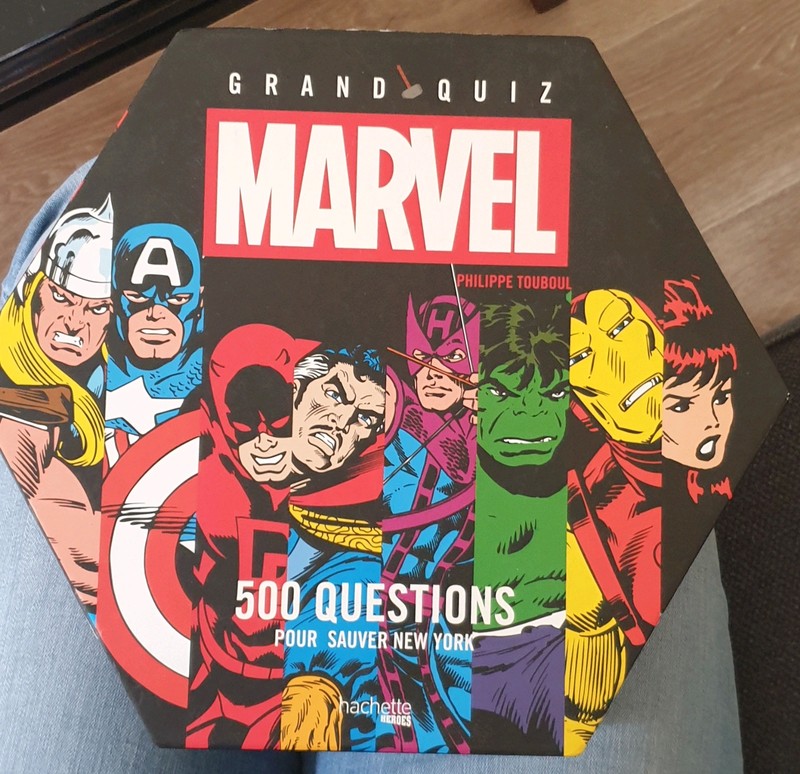 GRAND QUIZ
MARVEL
PHILIPPE TOUBOUL
A
H
500 QUESTIONS
POUR SAUVER NEW YORK
hachette
HEROES